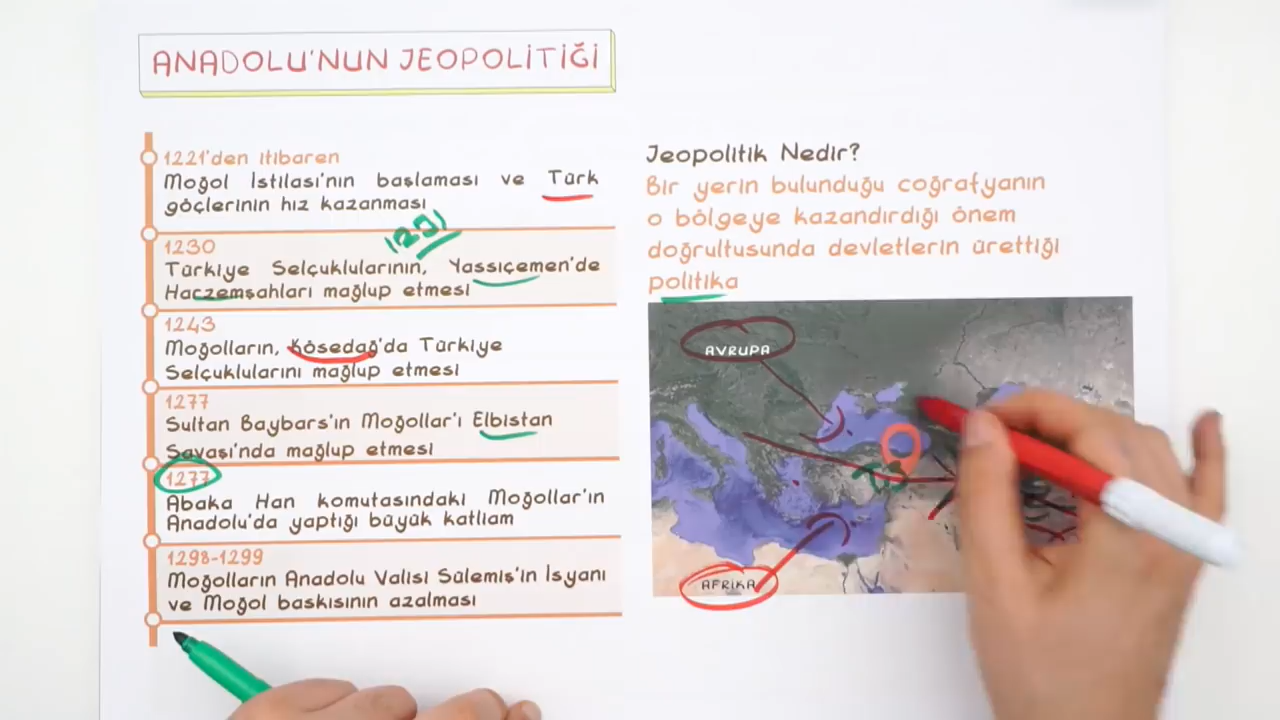 ANADOLU'NUN JEOPOLİTİĞİ
1221'den itibaren
Moğol İstilası'nın başlaması ve Türk
göçlerinin hız kazanması
1221
1230
Türkiye Selçuklularının, Yassıçemen'de
Harzemşahları mağlup etmesi
1243
Moğolların, Kösedağ'da Türkiye
Selçuklularını mağlup etmesi
1277
Sultan Baybars'ın Moğollar'ı Elbistan
Savaşı'nda mağlup etmesi
1277
Abaka Han komutasındaki Moğollar'ın
Anadolu'da yaptığı büyük katliam
1298-1299
Moğolların Anadolu Valisi Sülemiş'in İsyanı
ve Moğol baskısının azalması
Jeopolitik Nedir?
Bir yerin bulunduğu coğrafyanın
o bölgeye kazandırdığı önem
doğrultusunda devletlerin ürettiği
politika
AVRUPA
AFRİKA